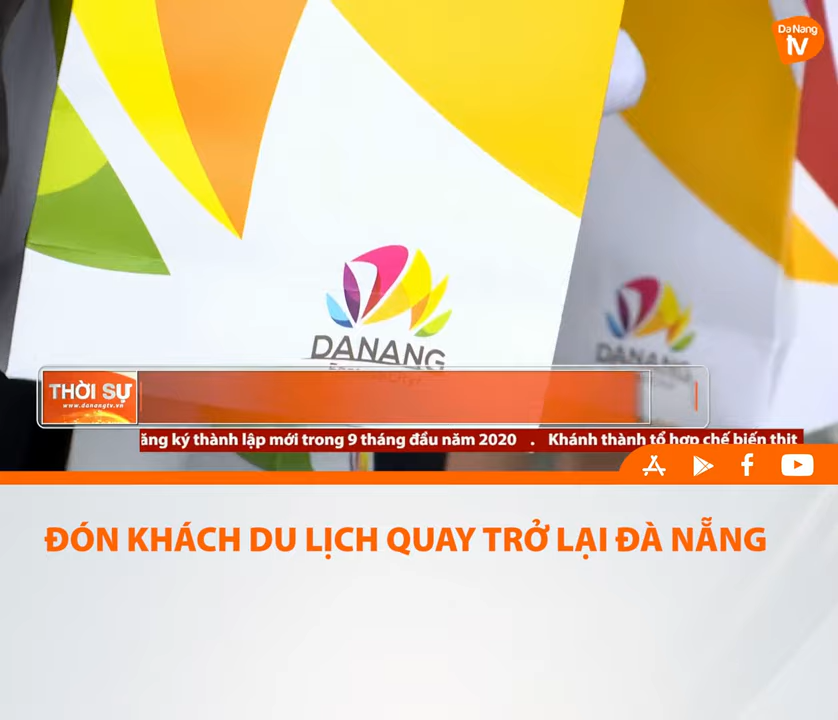 Da Nang
tv
DANANG
DANANG
THỜI SỰ
www.danangtv.vn
ăng ký thành lập mới trong 9 tháng đầu năm 2020 . Khánh thành tổ hợp chế biến thịt
ĐÓN KHÁCH DU LỊCH QUAY TRỞ LẠI ĐÀ NẴNG